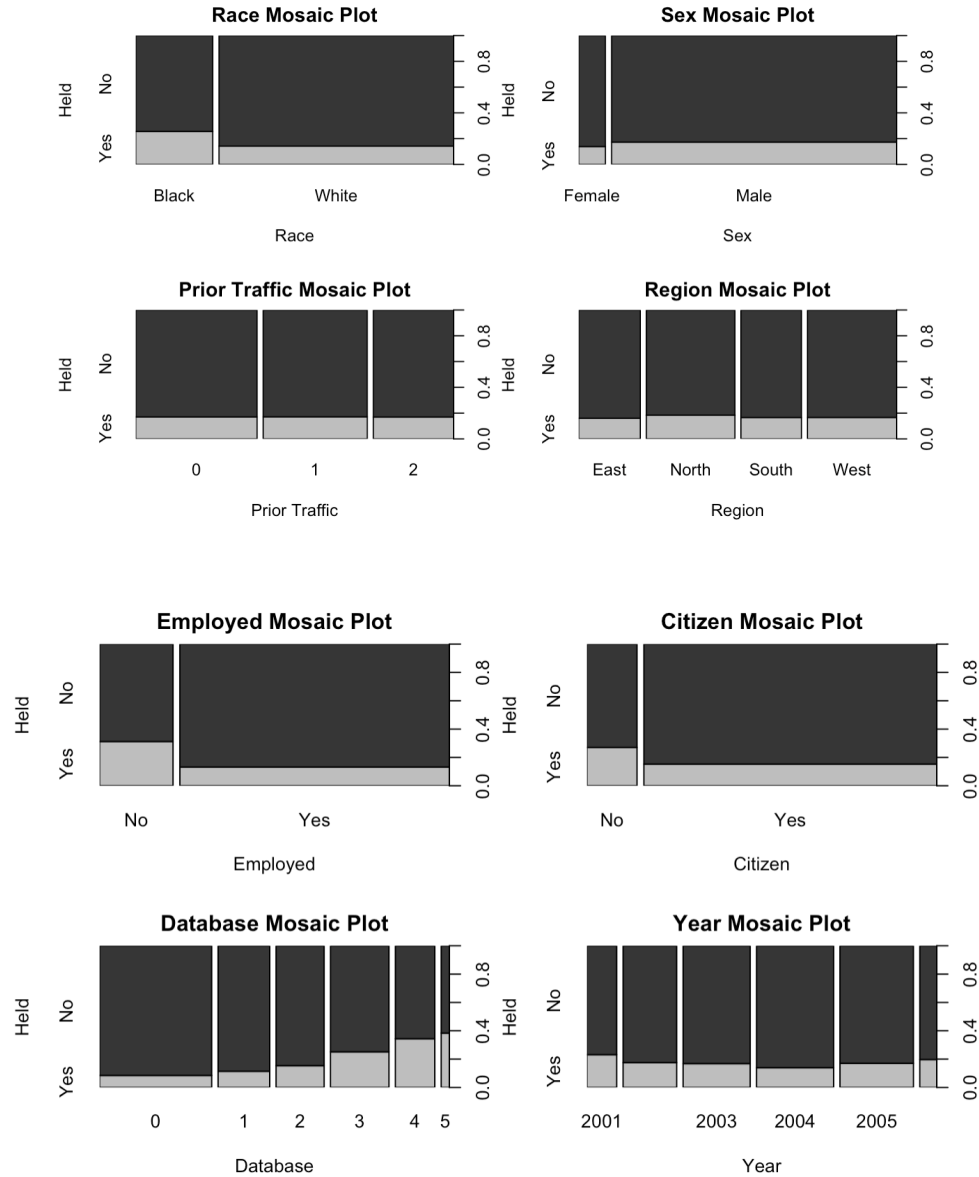 Race Mosaic Plot
Held
No
Yes
0.8
0.4
0.0
Black White
Race
Sex Mosaic Plot
Held
No
Yes
0.8
0.4
0.0
Female Male
Sex
Prior Traffic Mosaic Plot
Held
No
Yes
0.8
0.4
0.0
0 1 2
Prior Traffic
Region Mosaic Plot
Held
No
Yes
0.8
0.4
0.0
East North South West
Region
Employed Mosaic Plot
Held
No
Yes
0.8
0.4
0.0
No Yes
Employed
Citizen Mosaic Plot
Held
No
Yes
0.8
0.4
0.0
No Yes
Citizen
Database Mosaic Plot
Held
No
Yes
0.8
0.4
0.0
0 1 2 3 4 5
Database
Year Mosaic Plot
Held
No
Yes
0.8
0.4
0.0
2001 2003 2004 2005
Year